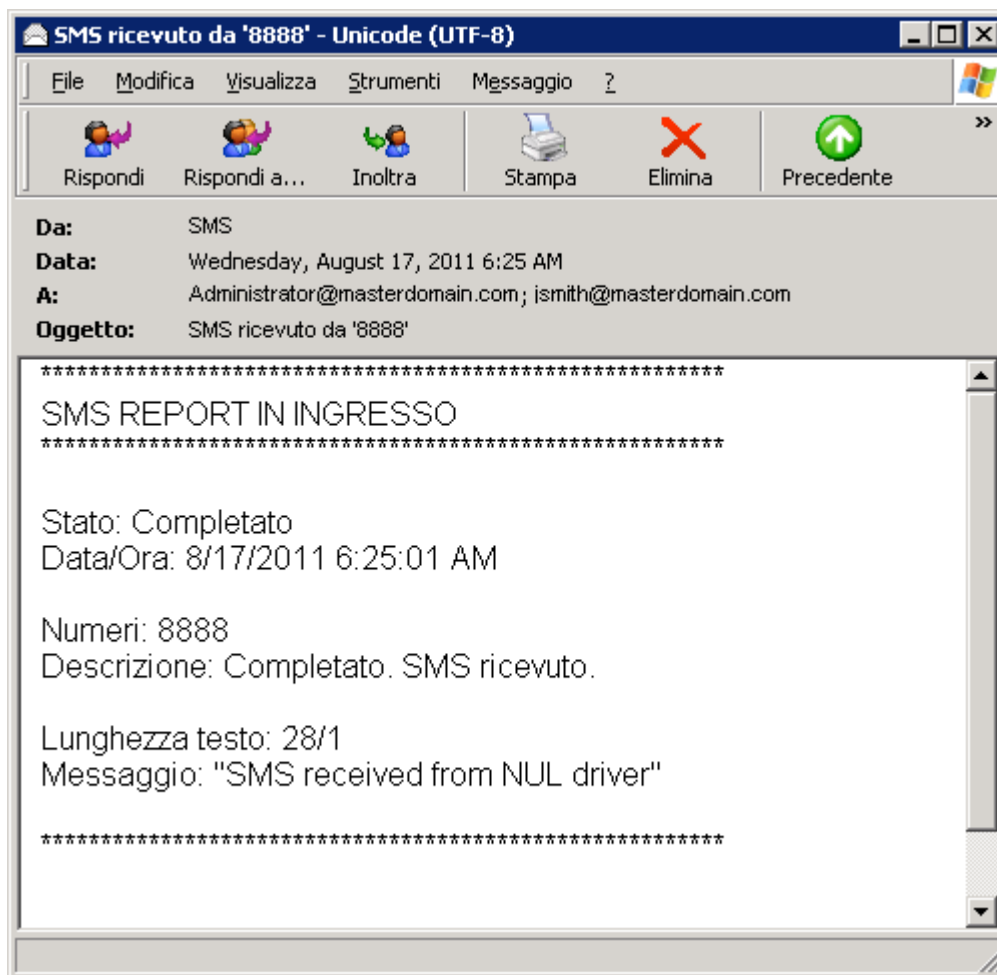 SMS ricevuto da '8888' - Unicode (UTF-8)
File Modifica Visualizza Strumenti Messaggio ?
Rispondi Rispondi a... Inoltra Stampa Elimina Precedente »
Da: SMS
Data: Wednesday, August 17, 2011 6:25 AM
A: Administrator@masterdomain.com; jsmith@masterdomain.com
Oggetto: SMS ricevuto da '8888'
*********************************************************
SMS REPORT IN INGRESSO
*********************************************************
Stato: Completato
Data/Ora: 8/17/2011 6:25:01 AM
Numeri: 8888
Descrizione: Completato. SMS ricevuto.
Lunghezza testo: 28/1
Messaggio: "SMS received from NUL driver"
*********************************************************